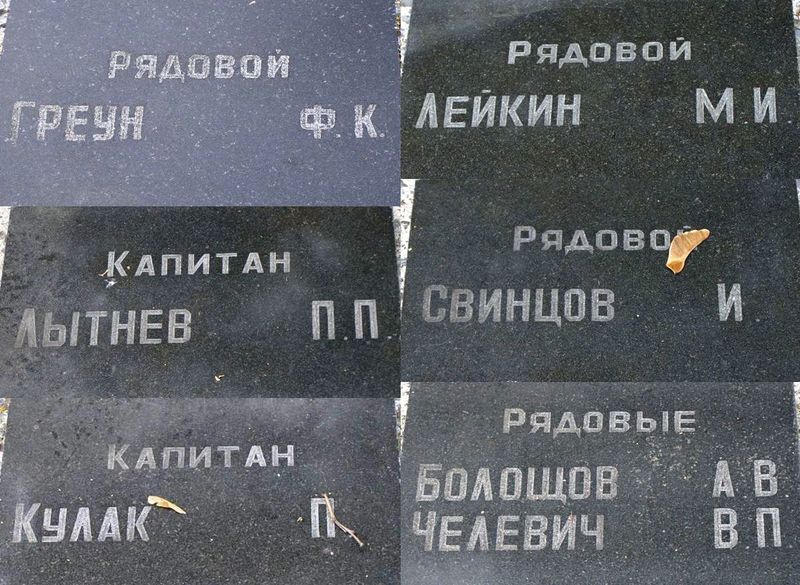 Рядовой
Греун Ф. К.
Рядовой
Лейкин М. И
Капитан
Лытнев П. П
Рядовой
Свинцов И
Капитан
Кулак П
Рядовые
Болощов А В
Челевич В П